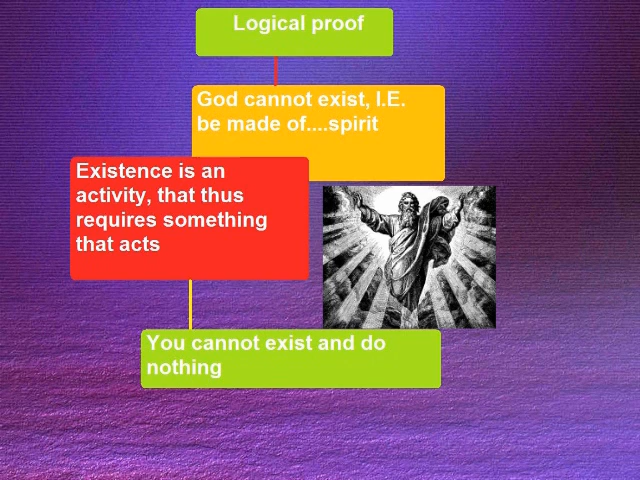 Logical proof
God cannot exist, I.E.
be made of....spirit
Existence is an
activity, that thus
requires something
that acts
You cannot exist and do
nothing